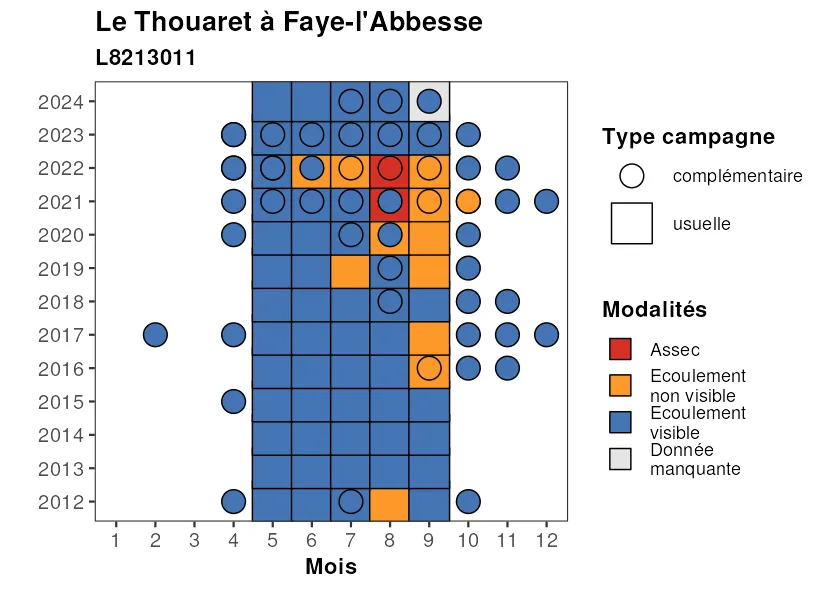 Le Thouaret à Faye-l'Abbesse
L8213011
2024
2023
2022
2021
2020
2019
2018
2017
2016
2015
2014
2013
2012
1 2 3 4 5 6 7 8 9 10 11 12
Mois
Type campagne
complémentaire
usuelle
Modalités
Assec
Ecoulement
non visible
Ecoulement
visible
Donnée
manquante